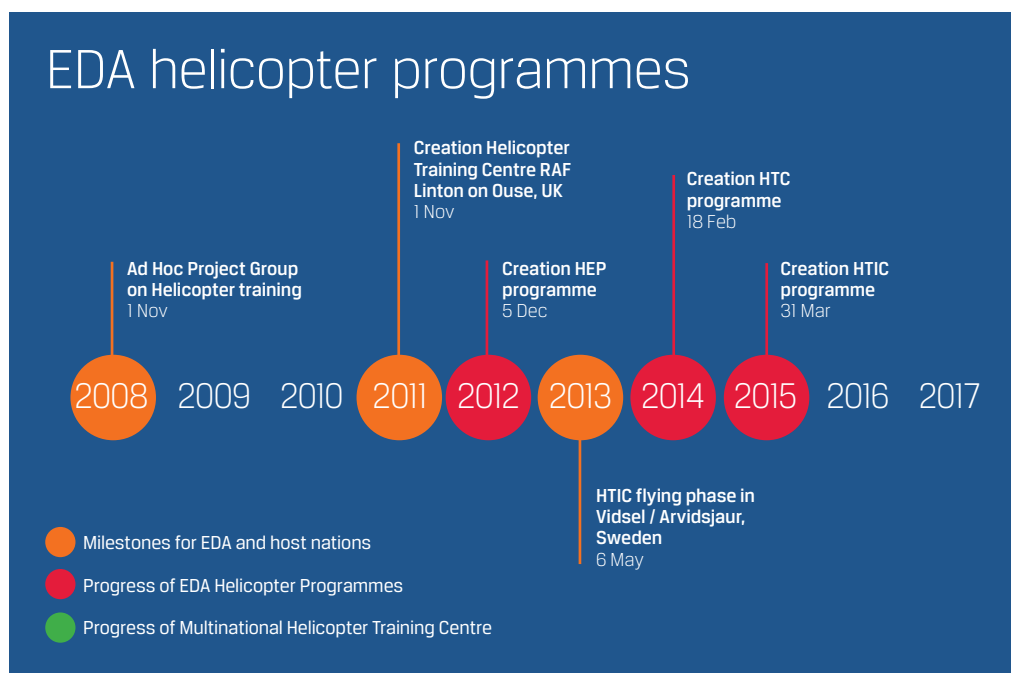 EDA helicopter programmes
Creation Helicopter
Training Centre RAF
Linton on Ouse, UK
1 Nov
Creation HTC
programme
18 Feb
Ad Hoc Project Group
on Helicopter training
1 Nov
Creation HEP
programme
5 Dec
Creation HTIC
programme
31 Mar
2008 2009 2010 2011 2012 2013 2014 2015 2016 2017
HTIC flying phase in
Vidsel / Arvidsjaur,
Sweden
6 May
Milestones for EDA and host nations
Progress of EDA Helicopter Programmes
Progress of Multinational Helicopter Training Centre